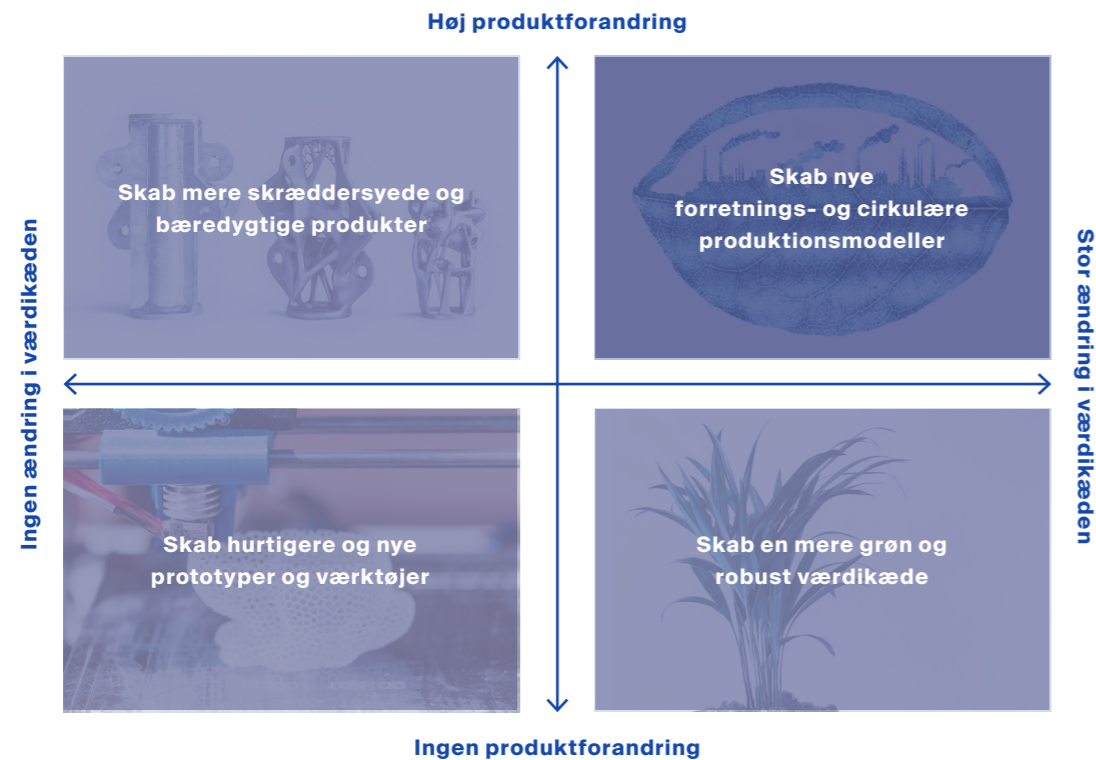 Høj produktforandring
Skab mere skræddersyede og
bæredygtige produkter
Skab nye
forretnings- og cirkulære
produktionsmodeller
Ingen ændring i værdikæden
Stor ændring i værdikæden
Skab hurtigere og nye
prototyper og værktøjer
Skab en mere grøn og
robust værdikæde
Ingen produktforandring